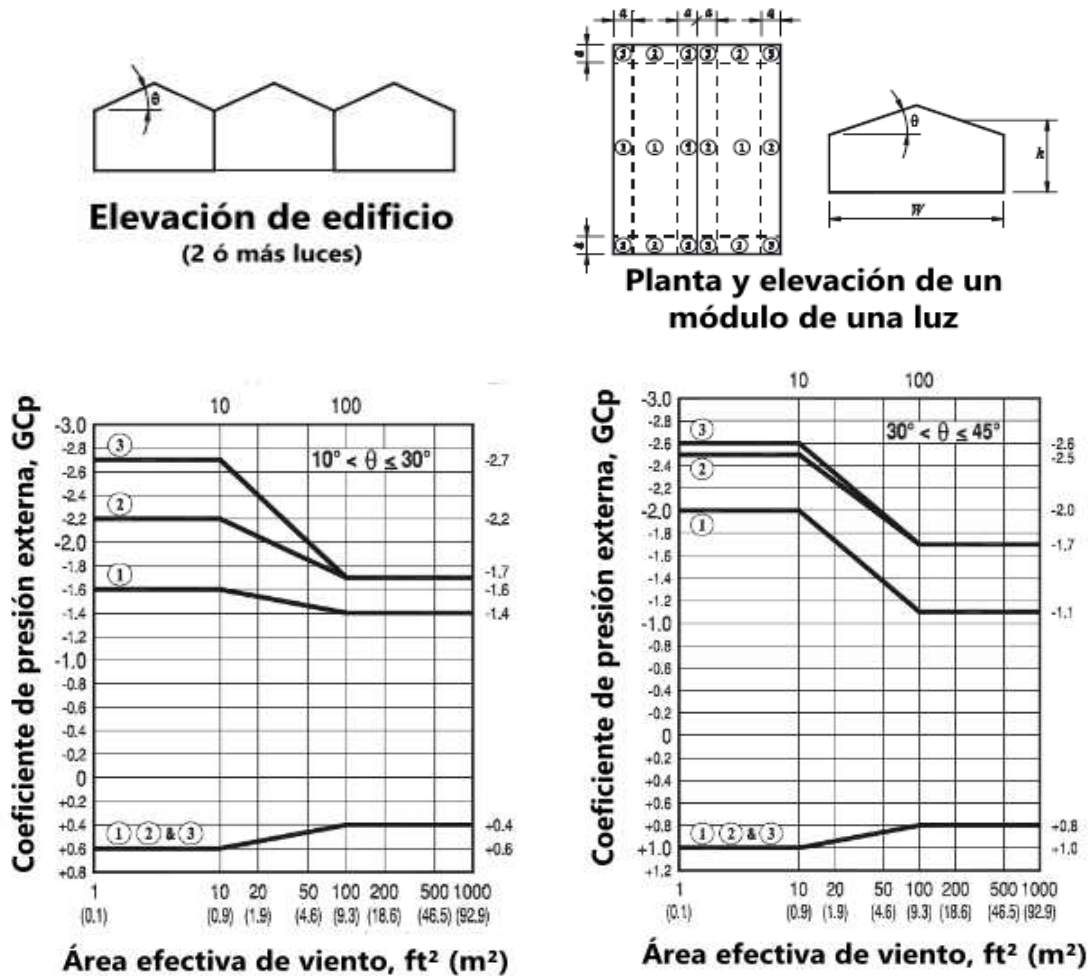 θ
Elevación de edificio
(2 ó más luces)
a a a a
a
③ ② ③ ③ ② ③
② ① ② ② ① ②
a
③ ② ③ ③ ② ③
θ
h
W
Planta y elevación de un
módulo de una luz
Coeficiente de presión externa, GCp
10 100
-3.0
-2.8
-2.6
-2.4
-2.2
-2.0
-1.8
-1.6
-1.4
-1.2
-1.0
-0.8
-0.6
-0.4
-0.2
0
+0.2
+0.4
+0.6
+0.8
③
②
①
① ② & ③
10° < θ ≤ 30°
-2.7
-2.2
-1.7
-1.6
-1.4
+0.4
+0.6
1 10 20 50 100 200 500 1000
(0.1) (0.9) (1.9) (4.6) (9.3) (18.6) (46.5) (92.9)
Área efectiva de viento, ft² (m²)
Coeficiente de presión externa, GCp
10 100
-3.0
-2.8
-2.6
-2.4
-2.2
-2.0
-1.8
-1.6
-1.4
-1.2
-1.0
-0.8
-0.6
-0.4
-0.2
0
+0.2
+0.4
+0.6
+0.8
+1.0
+1.2
③
②
①
① ② & ③
30° < θ ≤ 45°
-2.6
-2.5
-2.0
-1.7
-1.1
+0.8
+1.0
1 10 20 50 100 200 500 1000
(0.1) (0.9) (1.9) (4.6) (9.3) (18.6) (46.5) (92.9)
Área efectiva de viento, ft² (m²)